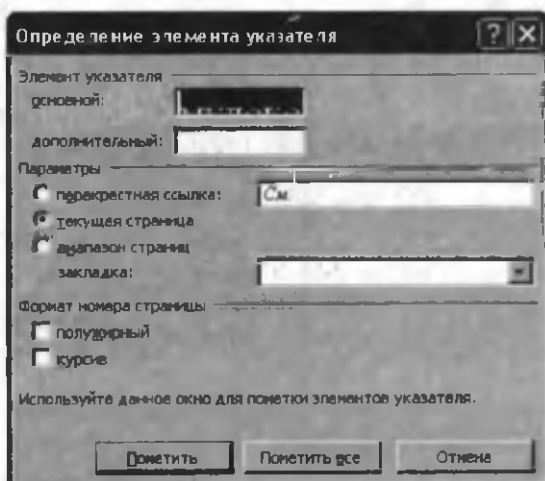 Определение элемента указателя
Элемент указателя
основной:
дополнительный:
Параметры
перекрестная ссылка: См.
текущая страница
диапазон страниц
закладка:
Формат номера страницы
полужирный
курсив
Используйте данное окно для пометки элементов указателя.
Пометить Пометить все Отмена